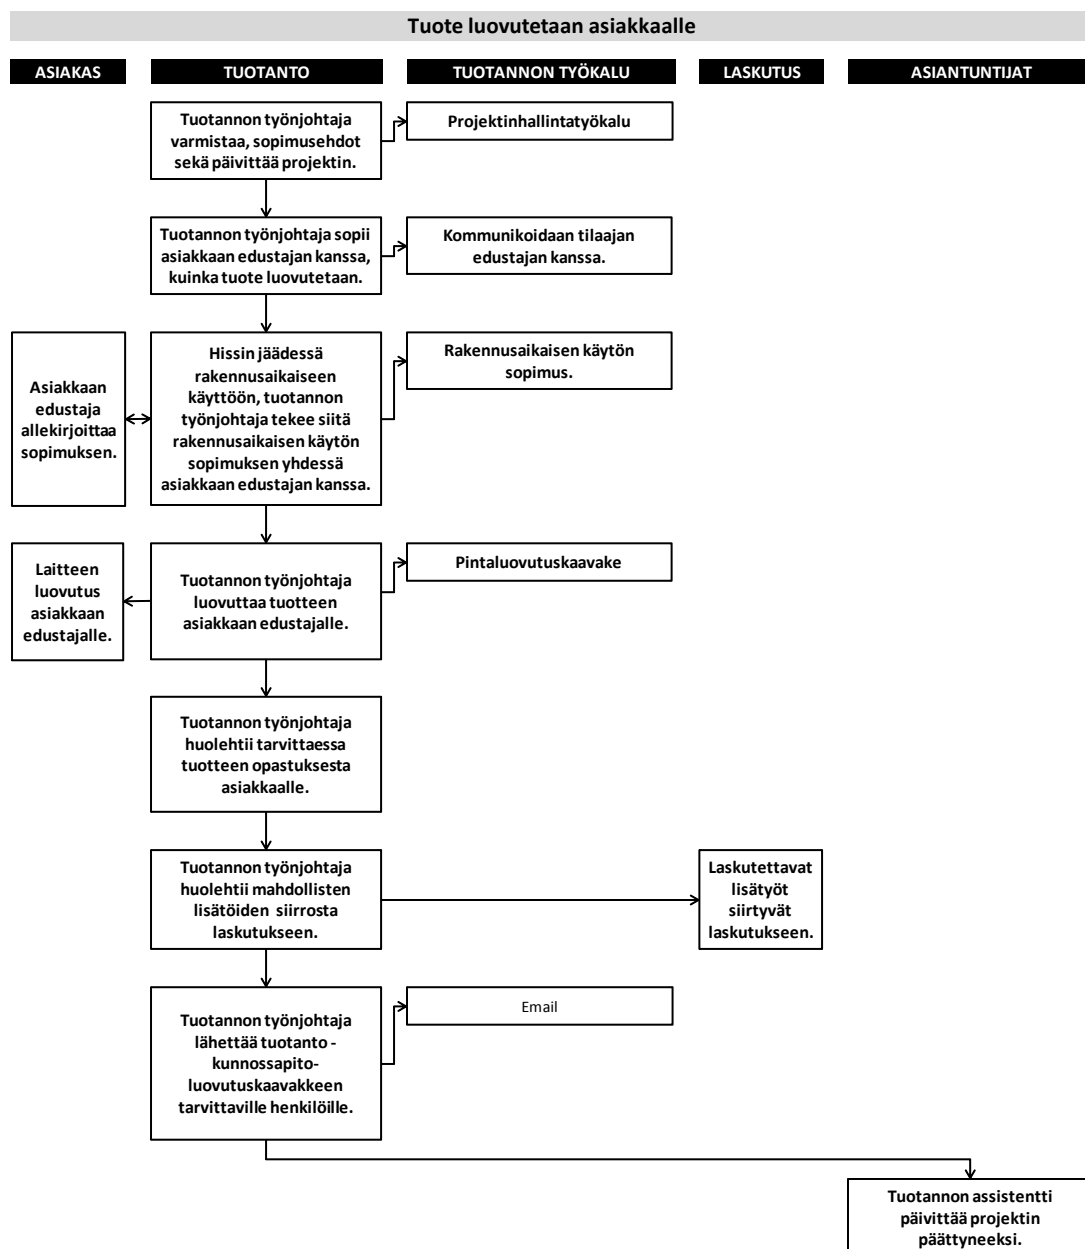 Tuote luovutetaan asiakkaalle
ASIAKAS
TUOTANTO
TUOTANNON TYÖKALU
LASKUTUS
ASIANTUNTIJAT
Tuotannon työnjohtaja
varmistaa, sopimusehdot
sekä päivittää projektin.
Projektinhallintatyökalu
Tuotannon työnjohtaja sopii
asiakkaan edustajan kanssa,
kuinka tuote luovutetaan.
Kommunikoidaan tilaajan
edustajan kanssa.
Asiakkaan
edustaja
allekirjoittaa
sopimuksen.
Hissin jäädessä
rakennusaikaiseen
käyttöön, tuotannon
työnjohtaja tekee siitä
rakennusaikaisen käytön
sopimuksen yhdessä
asiakkaan edustajan kanssa.
Rakennusaikaisen käytön
sopimus.
Laitteen
luovutus
asiakkaan
edustajalle.
Tuotannon työnjohtaja
luovuttaa tuotteen
asiakkaan edustajalle.
Pintaluovutuskaavake
Tuotannon työnjohtaja
huolehtii tarvittaessa
tuotteen opastuksesta
asiakkaalle.
Tuotannon työnjohtaja
huolehtii mahdollisten
lisätöiden siirrosta
laskutukseen.
Laskutettavat
lisätyöt
siirtyvät
laskutukseen.
Tuotannon työnjohtaja
lähettää tuotanto -
kunnossapito-
luovutuskaavakkeen
tarvittaville henkilöille.
Email
Tuotannon assistentti
päivittää projektin
päättyneeksi.